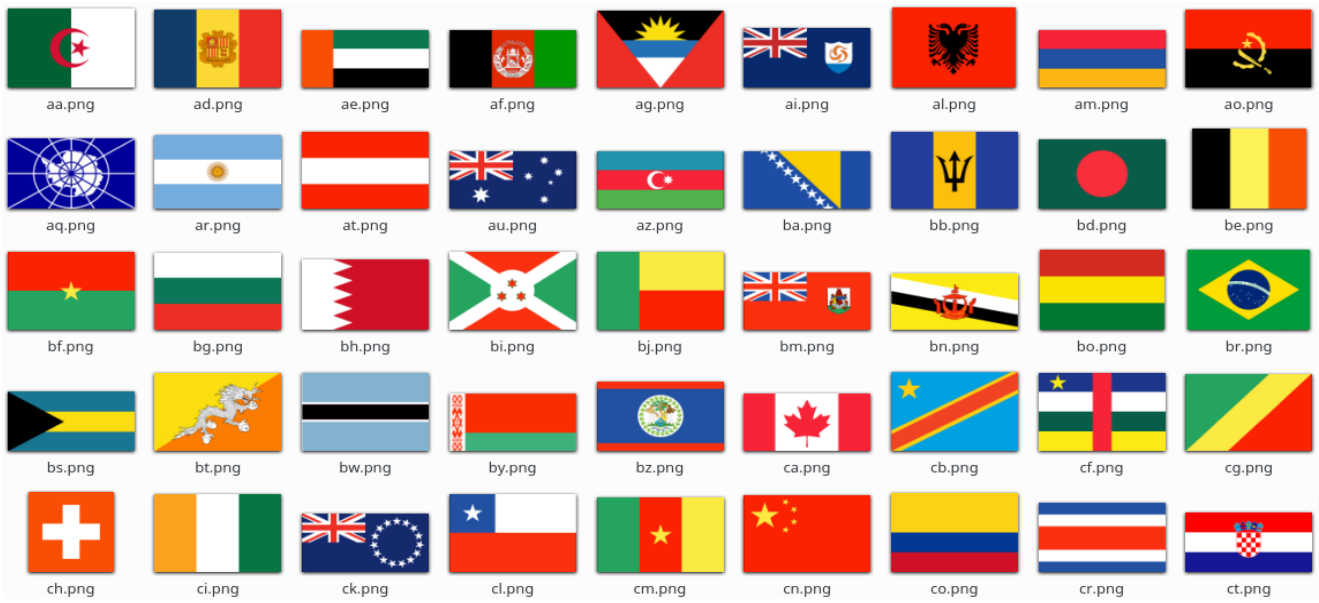 aa.png ad.png ae.png af.png ag.png ai.png al.png am.png ao.png
aq.png ar.png at.png au.png az.png ba.png bb.png bd.png be.png
bf.png bg.png bh.png bi.png bj.png bm.png bn.png bo.png br.png
bs.png bt.png bw.png by.png bz.png ca.png cb.png cf.png cg.png
ch.png ci.png ck.png cl.png cm.png cn.png co.png cr.png ct.png